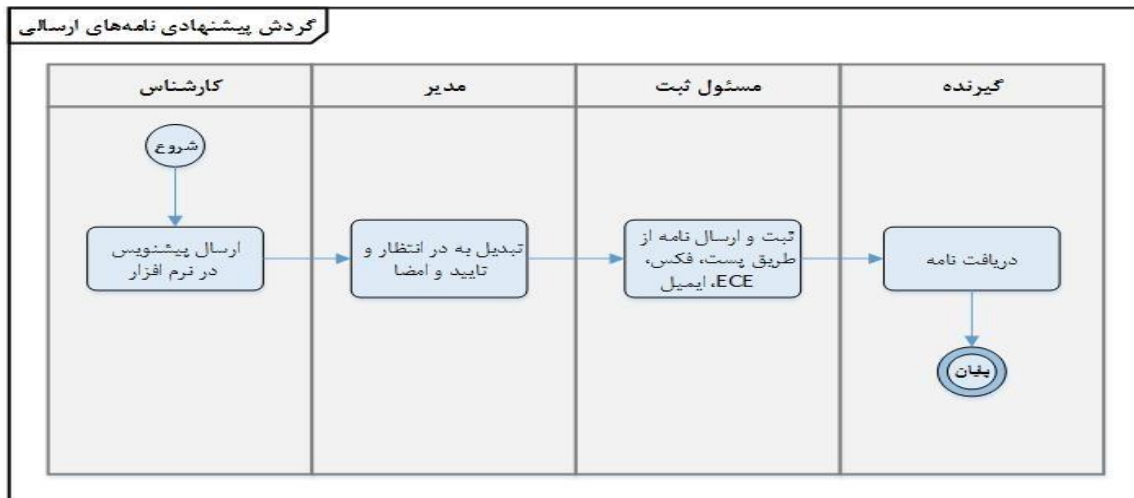 گردش پیشنهادی نامه‌های ارسالی
کارشناس
مدیر
مسئول ثبت
گیرنده
شروع
ارسال پیشنویس
در نرم افزار
تبدیل به در انتظار و
تایید و امضا
ثبت و ارسال نامه از
طریق پست، فکس،
ECE، ایمیل
دریافت نامه
پایان